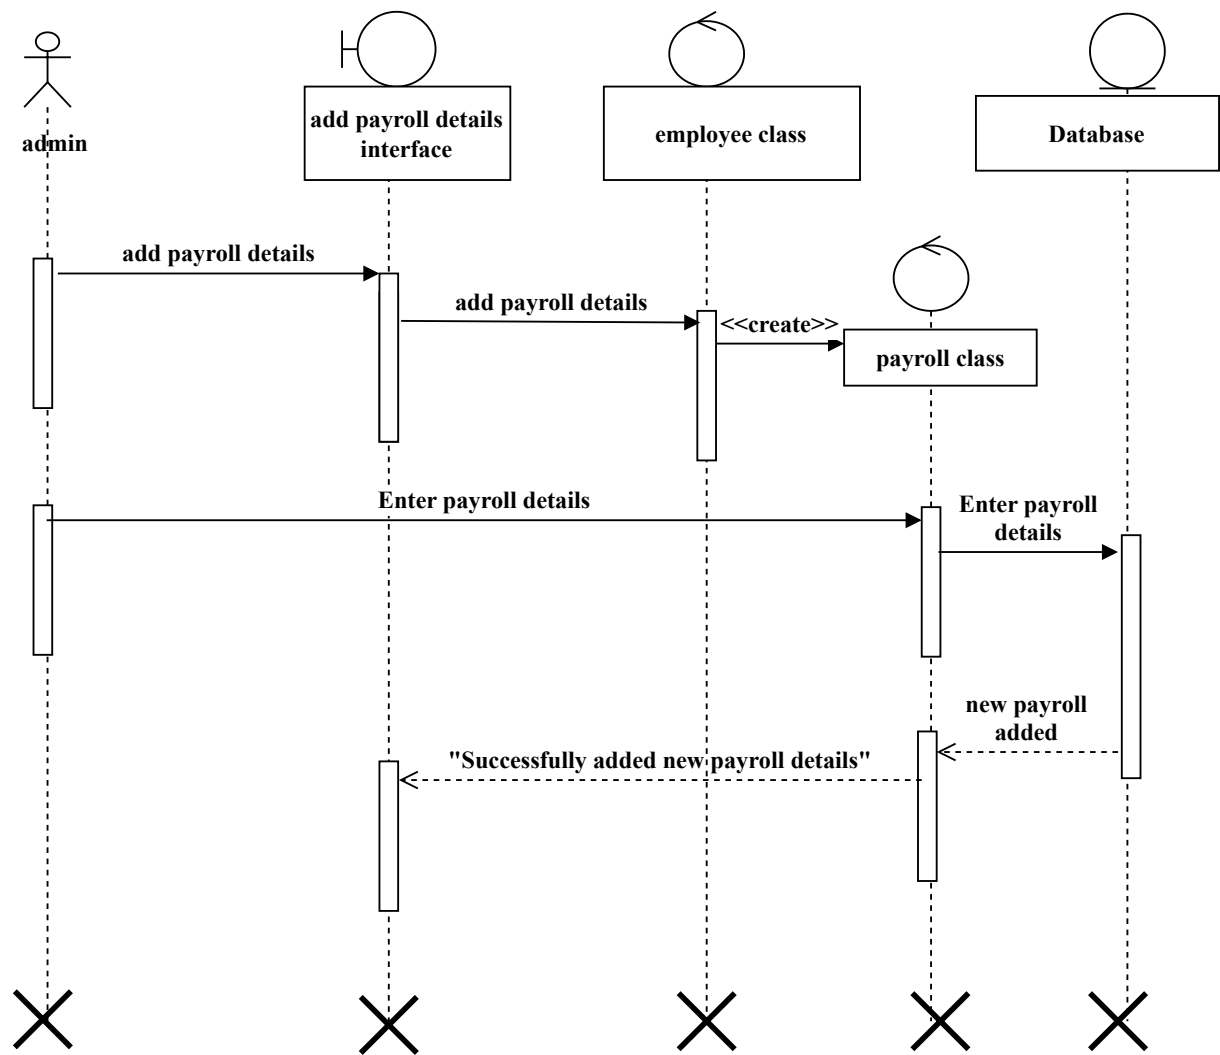 admin
add payroll details
interface
employee class
Database
add payroll details
add payroll details
<<create>>
payroll class
Enter payroll details
Enter payroll
details
new payroll
added
"Successfully added new payroll details"